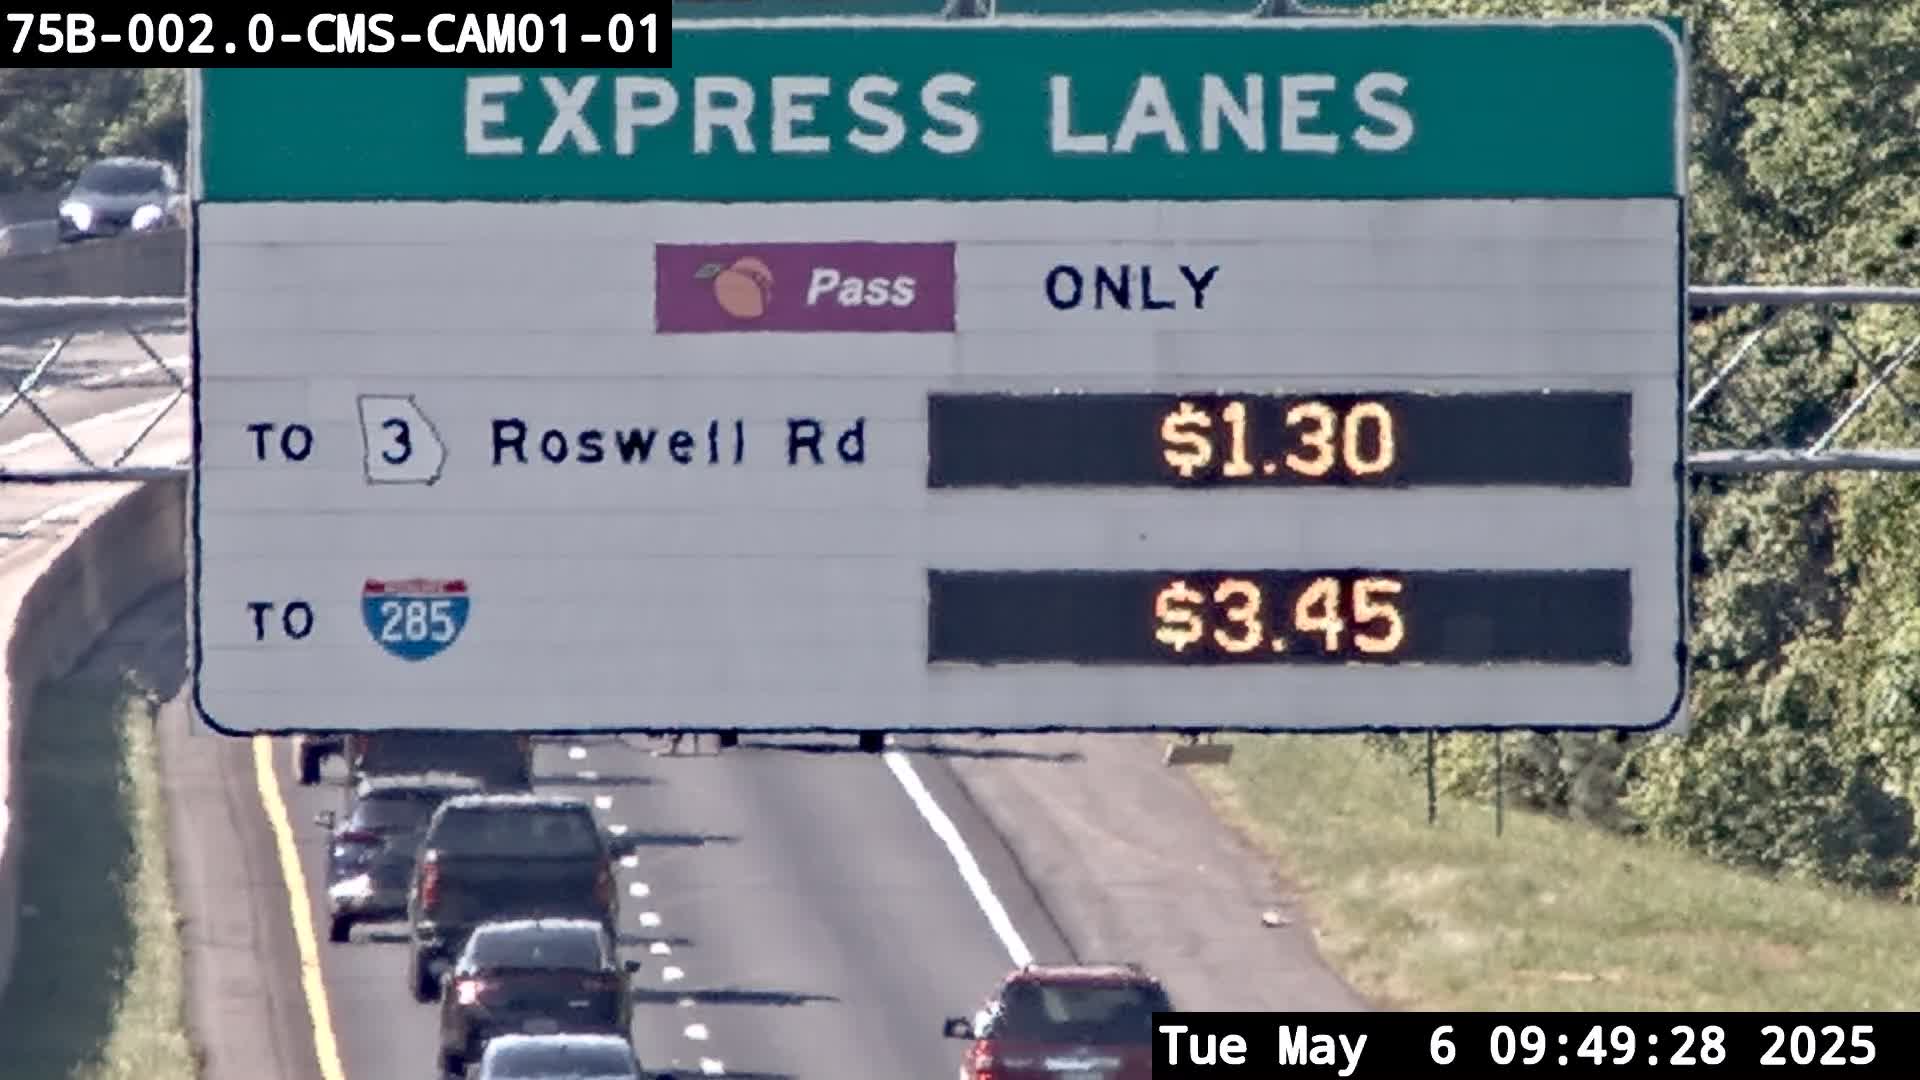 75B-002.0-CMS-CAM01-01
EXPRESS LANES
Pass ONLY
TO 3 Roswell Rd $1.30
TO 285 $3.45
Tue May 6 09:49:28 2025